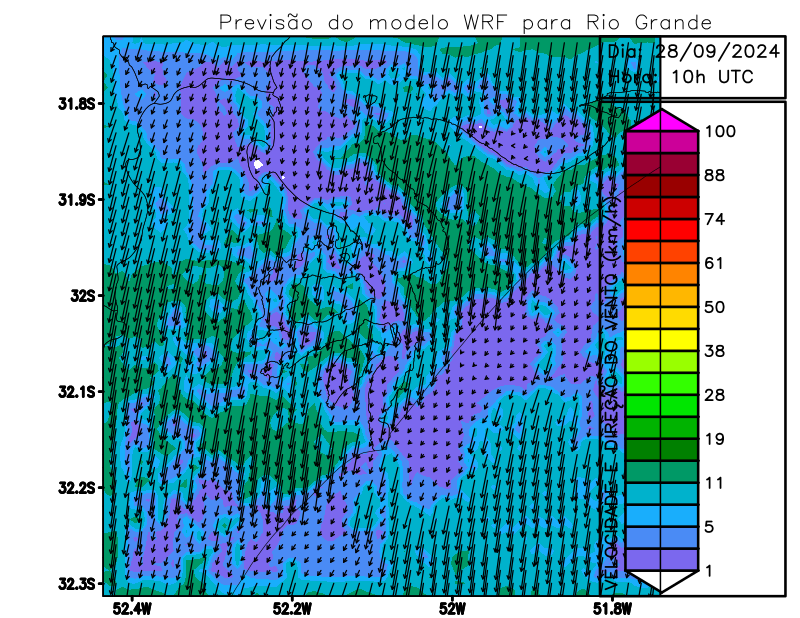 Previsão do modelo WRF para Rio Grande
Dia: 28/09/2024
Hora: 10h UTC
31.8S
31.9S
32S
32.1S
32.2S
32.3S
52.4W
52.2W
52W
51.8W
VELOCIDADE E DIREÇÃO DO VENTO (km/h)
100
88
74
61
50
38
28
19
11
5
1